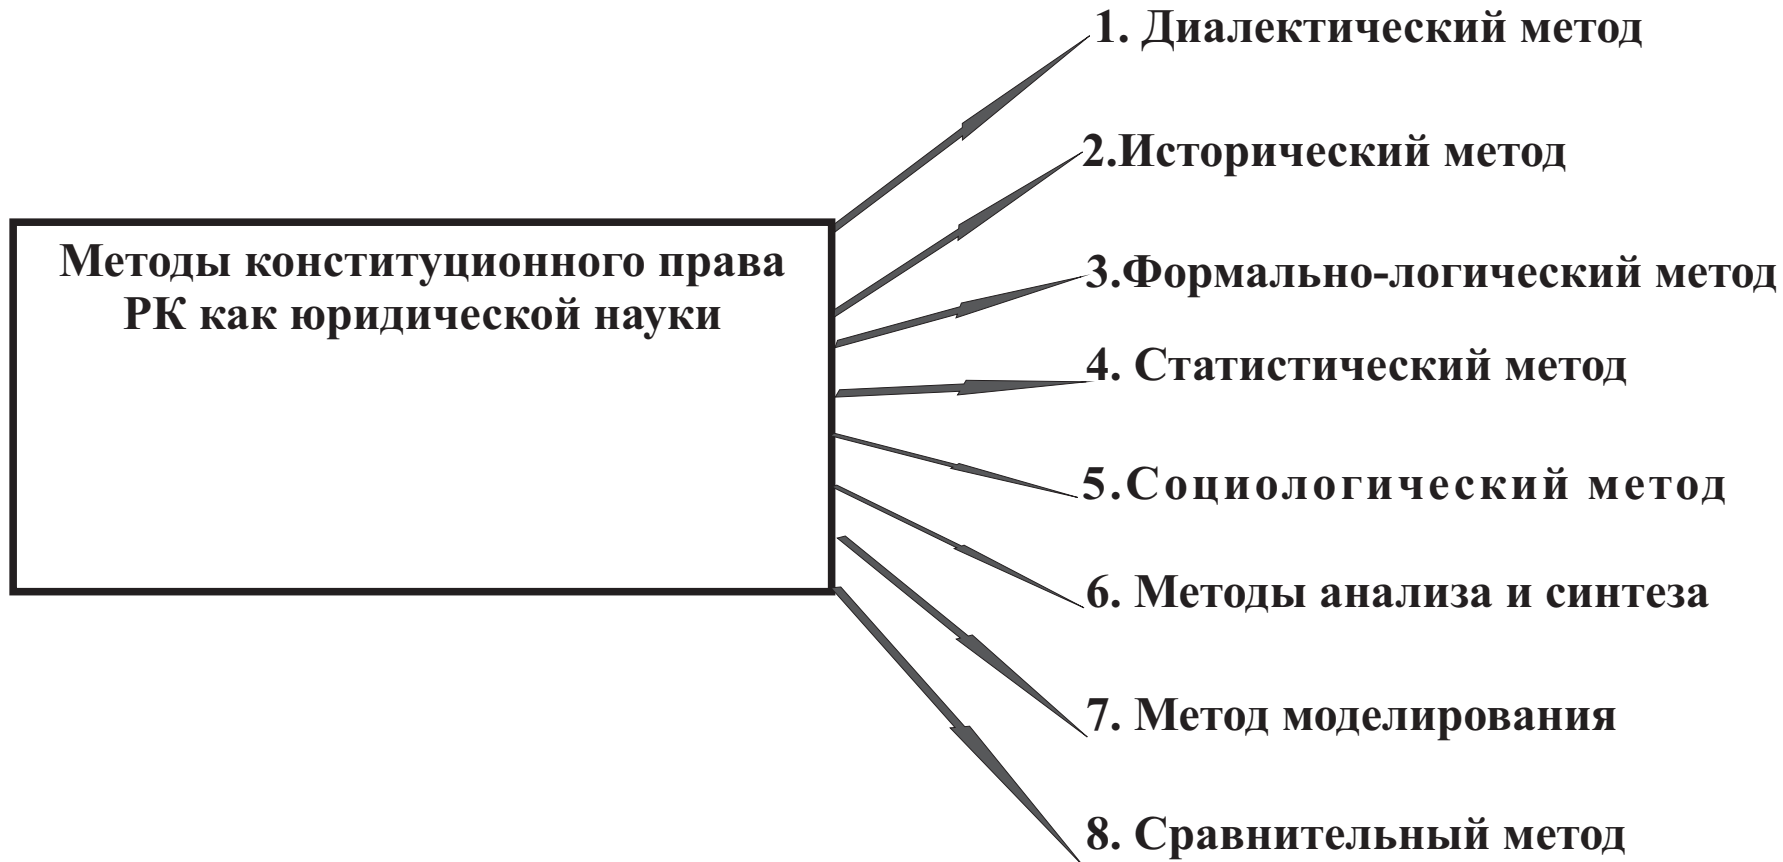 Методы конституционного права
РК как юридической науки
1. Диалектический метод
2.Исторический метод
3.Формально-логический метод
4. Статистический метод
5.Социологический метод
6. Методы анализа и синтеза
7. Метод моделирования
8. Сравнительный метод